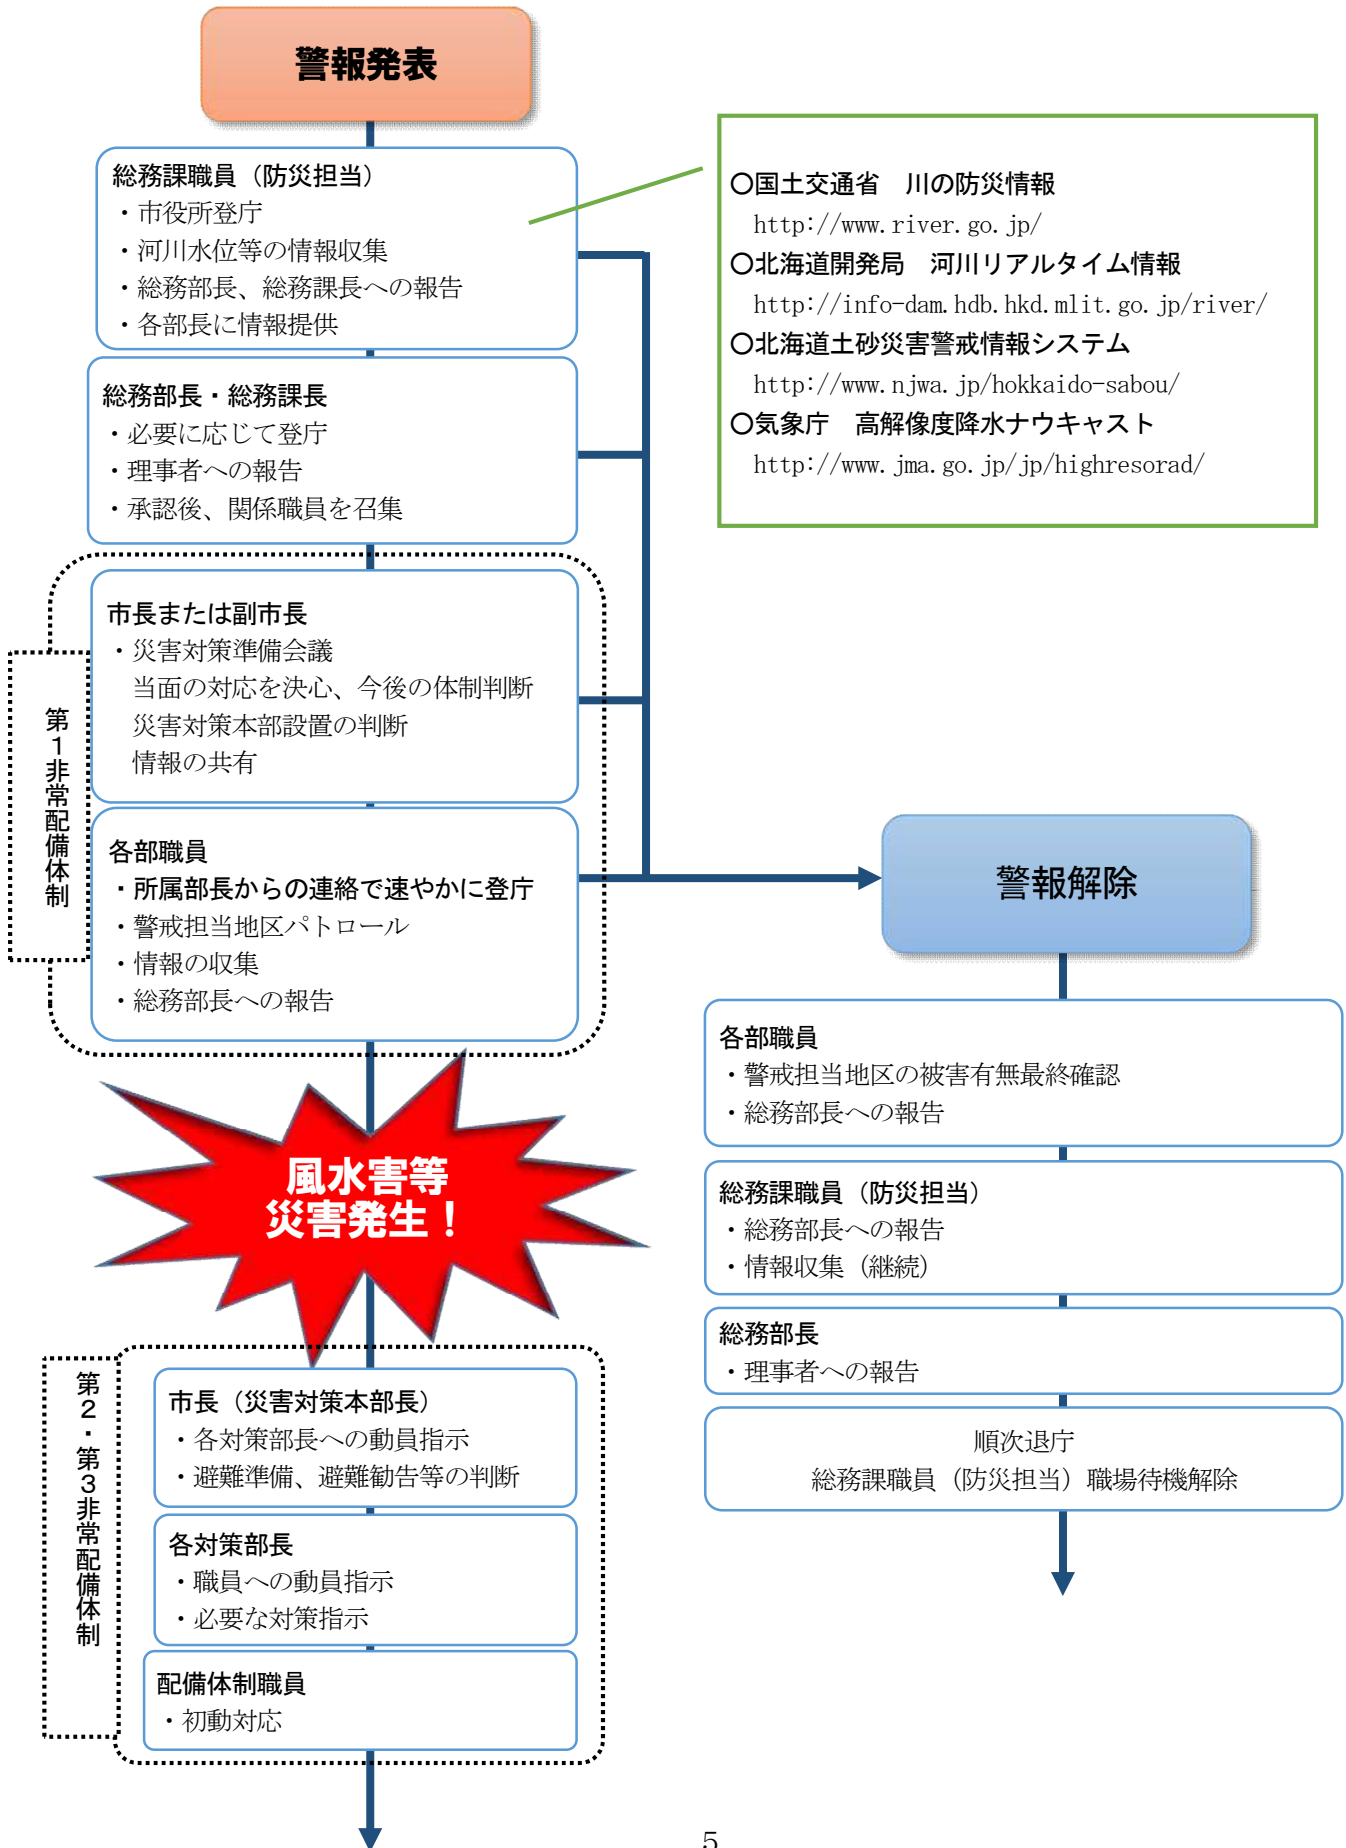 警報発表
総務課職員（防災担当）
・市役所登庁
・河川水位等の情報収集
・総務部長、総務課長への報告
・各部長に情報提供
〇国土交通省　川の防災情報
http://www.river.go.jp/
〇北海道開発局　河川リアルタイム情報
http://info-dam.hdb.hkd.mlit.go.jp/river/
〇北海道土砂災害警戒情報システム
http://www.njwa.jp/hokkaido-sabou/
〇気象庁　高解像度降水ナウキャスト
http://www.jma.go.jp/jp/highresorad/
総務部長・総務課長
・必要に応じて登庁
・理事者への報告
・承認後、関係職員を召集
第１非常配備体制
市長または副市長
・災害対策準備会議
当面の対応を決心、今後の体制判断
災害対策本部設置の判断
情報の共有
各部職員
・所属部長からの連絡で速やかに登庁
・警戒担当地区パトロール
・情報の収集
・総務部長への報告
風水害等
災害発生！
第２・第３非常配備体制
市長（災害対策本部長）
・各対策部長への動員指示
・避難準備、避難勧告等の判断
各対策部長
・職員への動員指示
・必要な対策指示
配備体制職員
・初動対応
警報解除
各部職員
・警戒担当地区の被害有無最終確認
・総務部長への報告
総務課職員（防災担当）
・総務部長への報告
・情報収集（継続）
総務部長
・理事者への報告
順次退庁
総務課職員（防災担当）職場待機解除
5